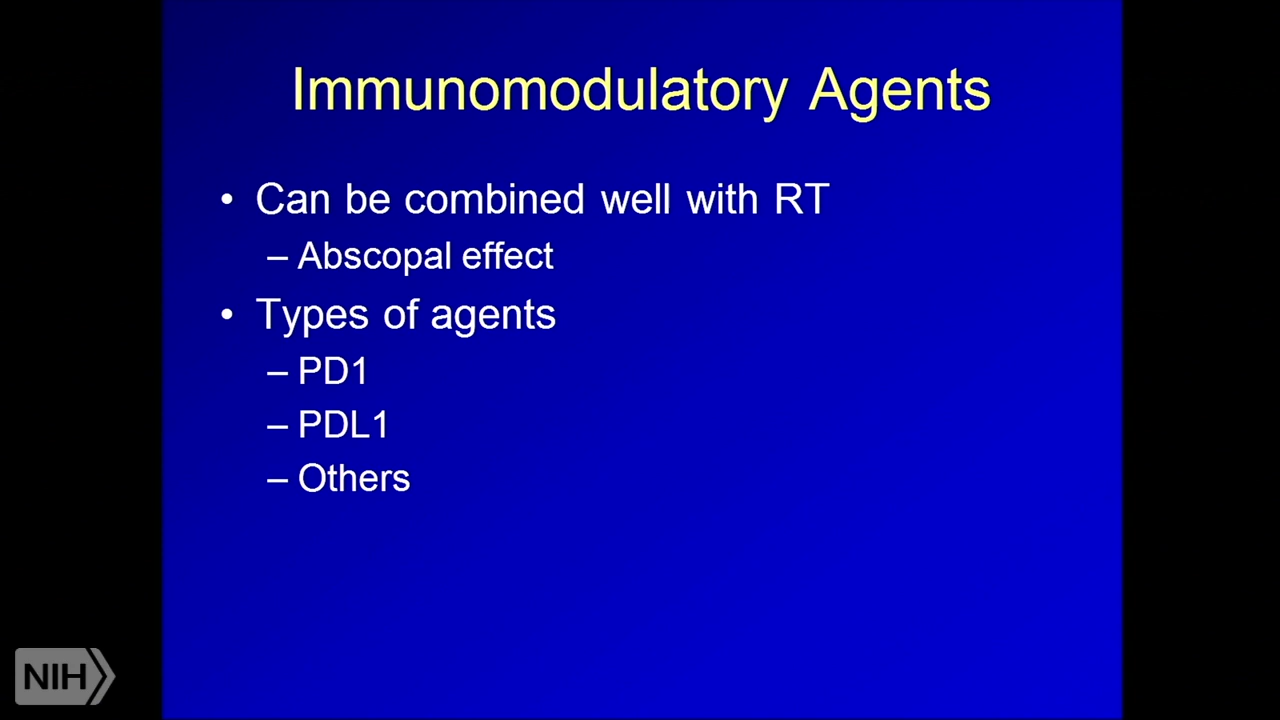 Immunomodulatory Agents
• Can be combined well with RT
– Abscopal effect
• Types of agents
– PD1
– PDL1
– Others
NIH